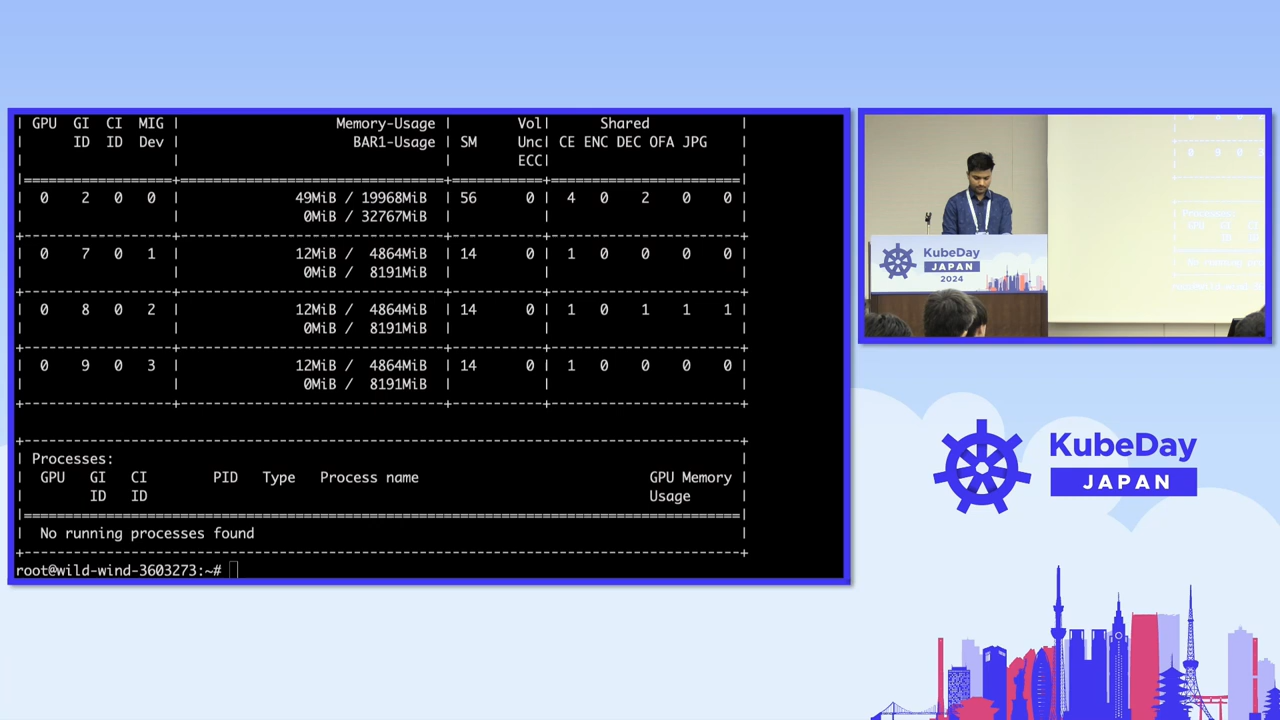 | GPU GI CI MIG | Memory-Usage | Vol| Shared |
| ID ID Dev | BAR1-Usage | SM Unc| CE ENC DEC OFA JPG |
| | | ECC| |
|==================+================================+===========+=======================|
| 0 2 0 0 | 49MiB / 19968MiB | 56 0 | 4 0 2 0 0 |
| | 0MiB / 32767MiB | | |
+------------------+--------------------------------+-----------+-----------------------+
| 0 7 0 1 | 12MiB / 4864MiB | 14 0 | 1 0 0 0 0 |
| | 0MiB / 8191MiB | | |
+------------------+--------------------------------+-----------+-----------------------+
| 0 8 0 2 | 12MiB / 4864MiB | 14 0 | 1 0 1 1 1 |
| | 0MiB / 8191MiB | | |
+------------------+--------------------------------+-----------+-----------------------+
| 0 9 0 3 | 12MiB / 4864MiB | 14 0 | 1 0 0 0 0 |
| | 0MiB / 8191MiB | | |
+------------------+--------------------------------+-----------+-----------------------+
+---------------------------------------------------------------------------------------+
| Processes: |
| GPU GI CI PID Type Process name GPU Memory |
| ID ID Usage |
|=======================================================================================|
| No running processes found |
+---------------------------------------------------------------------------------------+
root@wild-wind-3603273:~#
KubeDay
JAPAN
2024
KubeDay
JAPAN